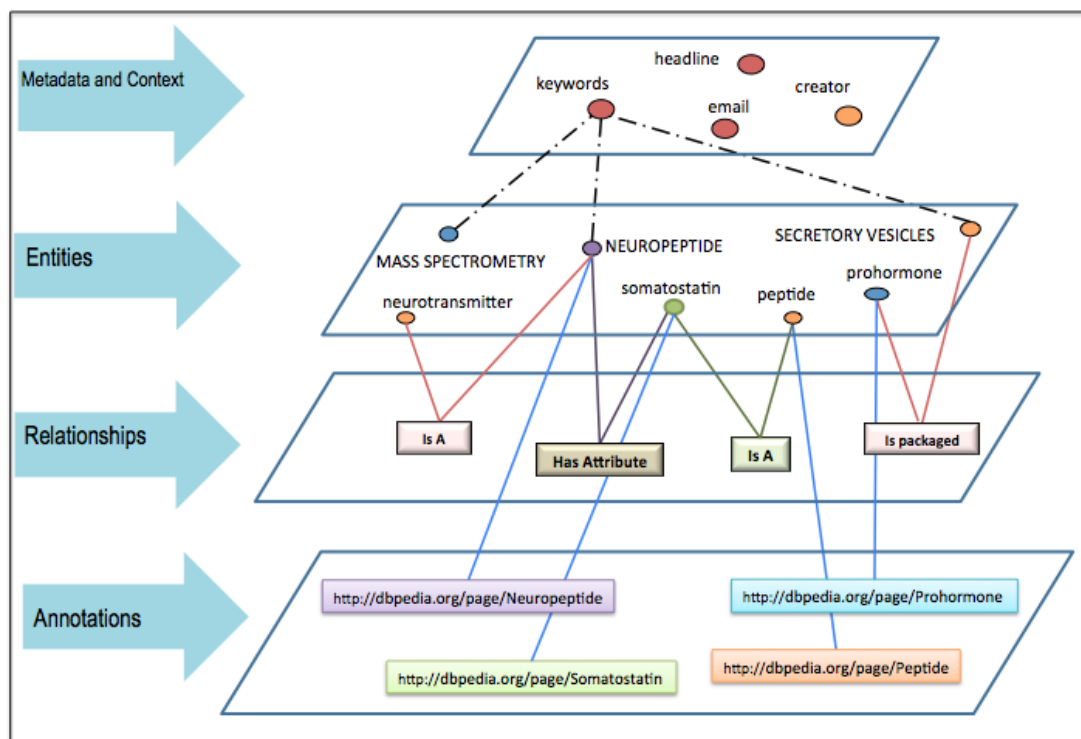 Metadata and Context
headline
keywords
creator
email
Entities
MASS SPECTROMETRY
NEUROPEPTIDE
SECRETORY VESICLES
neurotransmitter
somatostatin
peptide
prohormone
Relationships
Is A
Has Attribute
Is A
Is packaged
Annotations
http://dbpedia.org/page/Neuropeptide
http://dbpedia.org/page/Prohormone
http://dbpedia.org/page/Somatostatin
http://dbpedia.org/page/Peptide